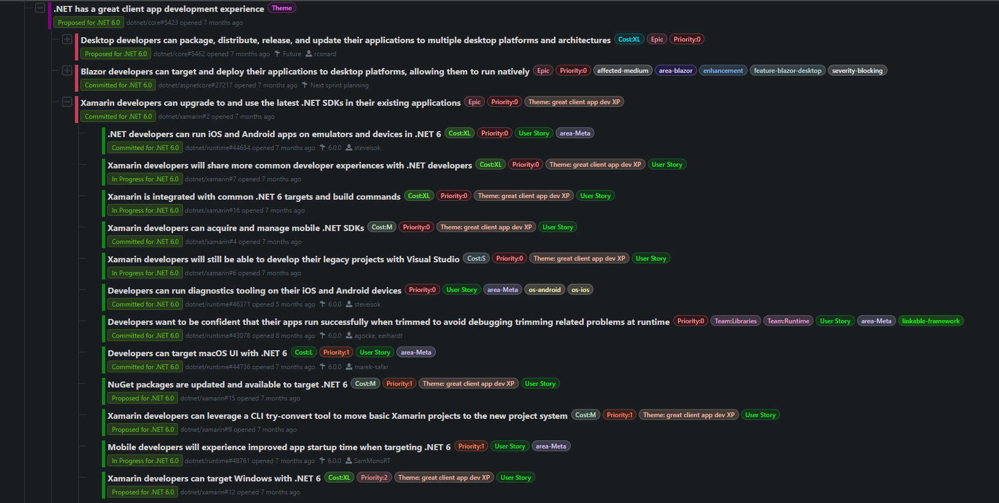 .NET has a great client app development experience Theme
Proposed for .NET 6.0 dotnet/core#5423 opened 7 months ago
Desktop developers can package, distribute, release, and update their applications to multiple desktop platforms and architectures Cost:XL Epic Priority:0
Proposed for .NET 6.0 dotnet/core#5462 opened 7 months ago Future rconard
Blazor developers can target and deploy their applications to desktop platforms, allowing them to run natively Epic Priority:0 affected-medium area-blazor enhancement feature-blazor-desktop severity-blocking
Committed for .NET 6.0 dotnet/aspnetcore#27217 opened 7 months ago Next sprint planning
Xamarin developers can upgrade to and use the latest .NET SDKs in their existing applications Epic Priority:0 Theme: great client app dev XP
Committed for .NET 6.0 dotnet/xamarin#2 opened 7 months ago
.NET developers can run iOS and Android apps on emulators and devices in .NET 6 Cost:XL Priority:0 User Story area-Meta
Committed for .NET 6.0 dotnet/runtime#44654 opened 7 months ago 6.0.0 steveisok
Xamarin developers will share more common developer experiences with .NET developers Cost:XL Priority:0 Theme: great client app dev XP User Story
In Progress for .NET 6.0 dotnet/xamarin#7 opened 7 months ago
Xamarin is integrated with common .NET 6 targets and build commands Cost:XL Priority:0 Theme: great client app dev XP User Story
In Progress for .NET 6.0 dotnet/xamarin#16 opened 7 months ago
Xamarin developers can acquire and manage mobile .NET SDKs Cost:M Priority:0 Theme: great client app dev XP User Story
Committed for .NET 6.0 dotnet/xamarin#4 opened 7 months ago
Xamarin developers will still be able to develop their legacy projects with Visual Studio Cost:S Priority:0 Theme: great client app dev XP User Story
In Progress for .NET 6.0 dotnet/xamarin#6 opened 7 months ago
Developers can run diagnostics tooling on their iOS and Android devices Priority:0 User Story area-Meta os-android os-ios
Committed for .NET 6.0 dotnet/runtime#46371 opened 5 months ago 6.0.0 steveisok
Developers want to be confident that their apps run successfully when trimmed to avoid debugging trimming related problems at runtime Priority:0 Team:Libraries Team:Runtime User Story area-Meta linkable-framework
Committed for .NET 6.0 dotnet/runtime#43078 opened 8 months ago 6.0.0 agocke, eerhardt
Developers can target macOS UI with .NET 6 Cost:L Priority:1 User Story area-Meta
Committed for .NET 6.0 dotnet/runtime#44736 opened 7 months ago 6.0.0 marek-safar
NuGet packages are updated and available to target .NET 6 Cost:M Priority:1 Theme: great client app dev XP User Story
Proposed for .NET 6.0 dotnet/xamarin#15 opened 7 months ago
Xamarin developers can leverage a CLI try-convert tool to move basic Xamarin projects to the new project system Cost:M Priority:1 Theme: great client app dev XP User Story
Proposed for .NET 6.0 dotnet/xamarin#9 opened 7 months ago
Mobile developers will experience improved app startup time when targeting .NET 6 Priority:1 User Story area-Meta
In Progress for .NET 6.0 dotnet/runtime#48761 opened 7 months ago 6.0.0 SamMonoRT
Xamarin developers can target Windows with .NET 6 Cost:XL Priority:2 Theme: great client app dev XP User Story
Proposed for .NET 6.0 dotnet/xamarin#12 opened 7 months ago